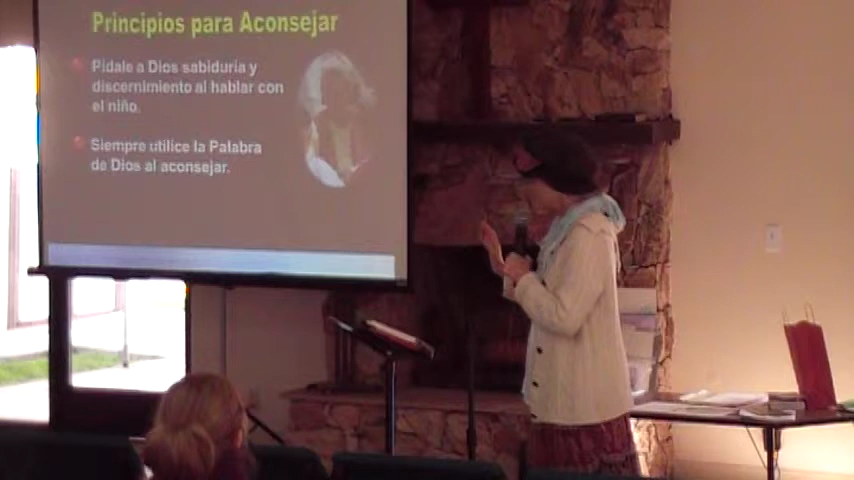 Principios para Aconsejar
Pídale a Dios sabiduría y
discernimiento al hablar con
el niño.
Siempre utilice la Palabra
de Dios al aconsejar.